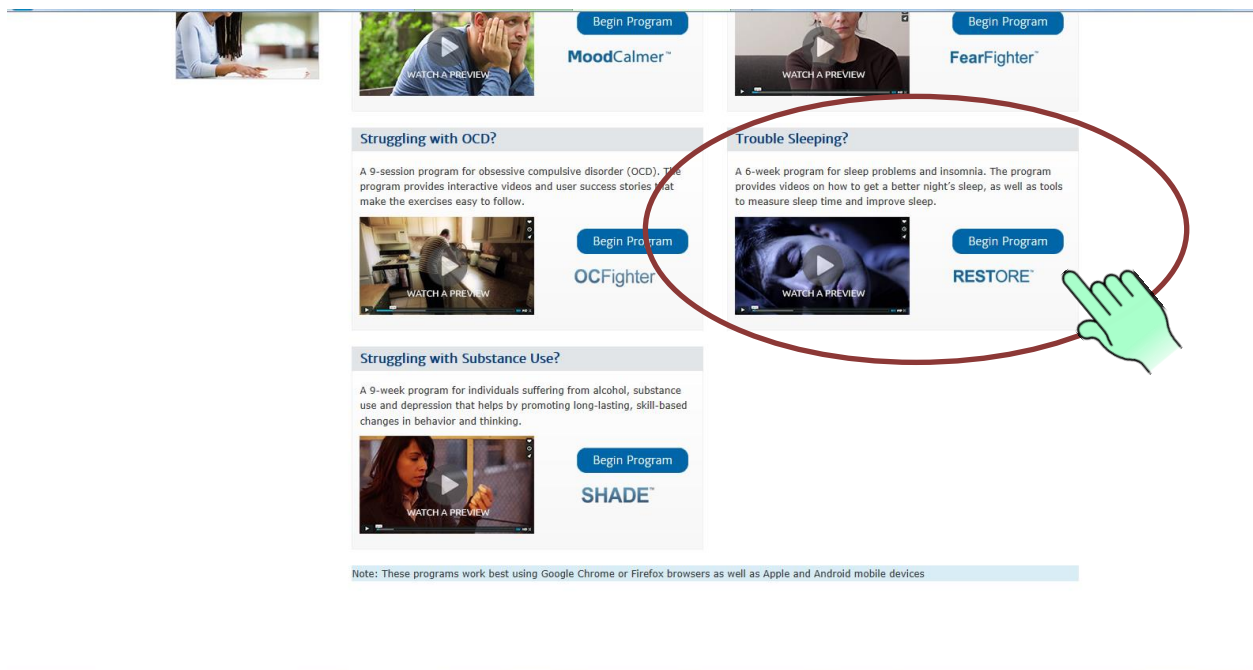 Begin Program
MoodCalmer™
WATCH A PREVIEW
Begin Program
FearFighter™
WATCH A PREVIEW
Struggling with OCD?
A 9-session program for obsessive compulsive disorder (OCD). The
program provides interactive videos and user success stories that
make the exercises easy to follow.
Begin Program
OCFighter
WATCH A PREVIEW
Trouble Sleeping?
A 6-week program for sleep problems and insomnia. The program
provides videos on how to get a better night's sleep, as well as tools
to measure sleep time and improve sleep.
Begin Program
RESTORE™
WATCH A PREVIEW
Struggling with Substance Use?
A 9-week program for individuals suffering from alcohol, substance
use and depression that helps by promoting long-lasting, skill-based
changes in behavior and thinking.
Begin Program
SHADE™
WATCH A PREVIEW
Note: These programs work best using Google Chrome or Firefox browsers as well as Apple and Android mobile devices